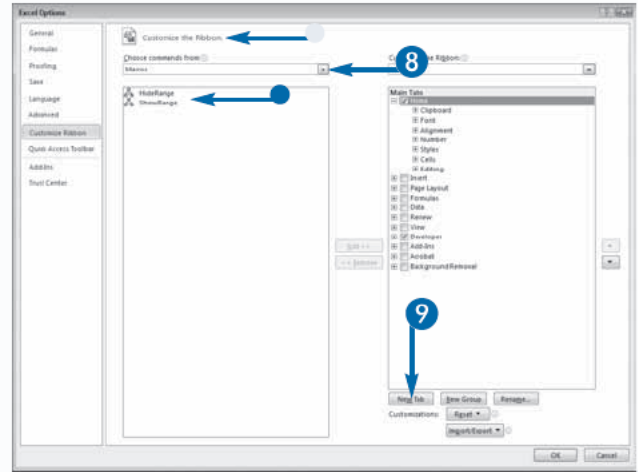 Excel Options
General
Formulas
Proofing
Save
Language
Advanced
Customize Ribbon
Quick Access Toolbar
Add-Ins
Trust Center
Customize the Ribbon.
Choose commands from:
Macros
8
HideRange
ShowRange
Add >>
<< Remove
Ribbon:
Main Tabs
Home
Clipboard
Font
Alignment
Number
Styles
Cells
Editing
Insert
Page Layout
Formulas
Data
Review
View
Developer
Add-Ins
Acrobat
Background Removal
9
New Tab
New Group
Rename...
Customizations:
Reset
Import/Export
OK
Cancel